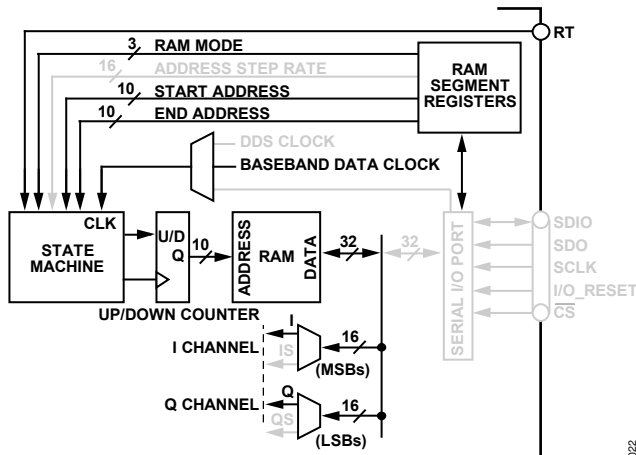 RT
3 RAM MODE
16 ADDRESS STEP RATE
10 START ADDRESS
10 END ADDRESS
RAM
SEGMENT
REGISTERS
DDS CLOCK
BASEBAND DATA CLOCK
CLK
STATE
MACHINE
U/D
Q
10
ADDRESS
RAM
DATA
32
32
SERIAL I/O PORT
SDIO
SDO
SCLK
I/O_RESET
CS
UP/DOWN COUNTER
I CHANNEL
I
IS
16
(MSBs)
Q CHANNEL
Q
QS
16
(LSBs)
022